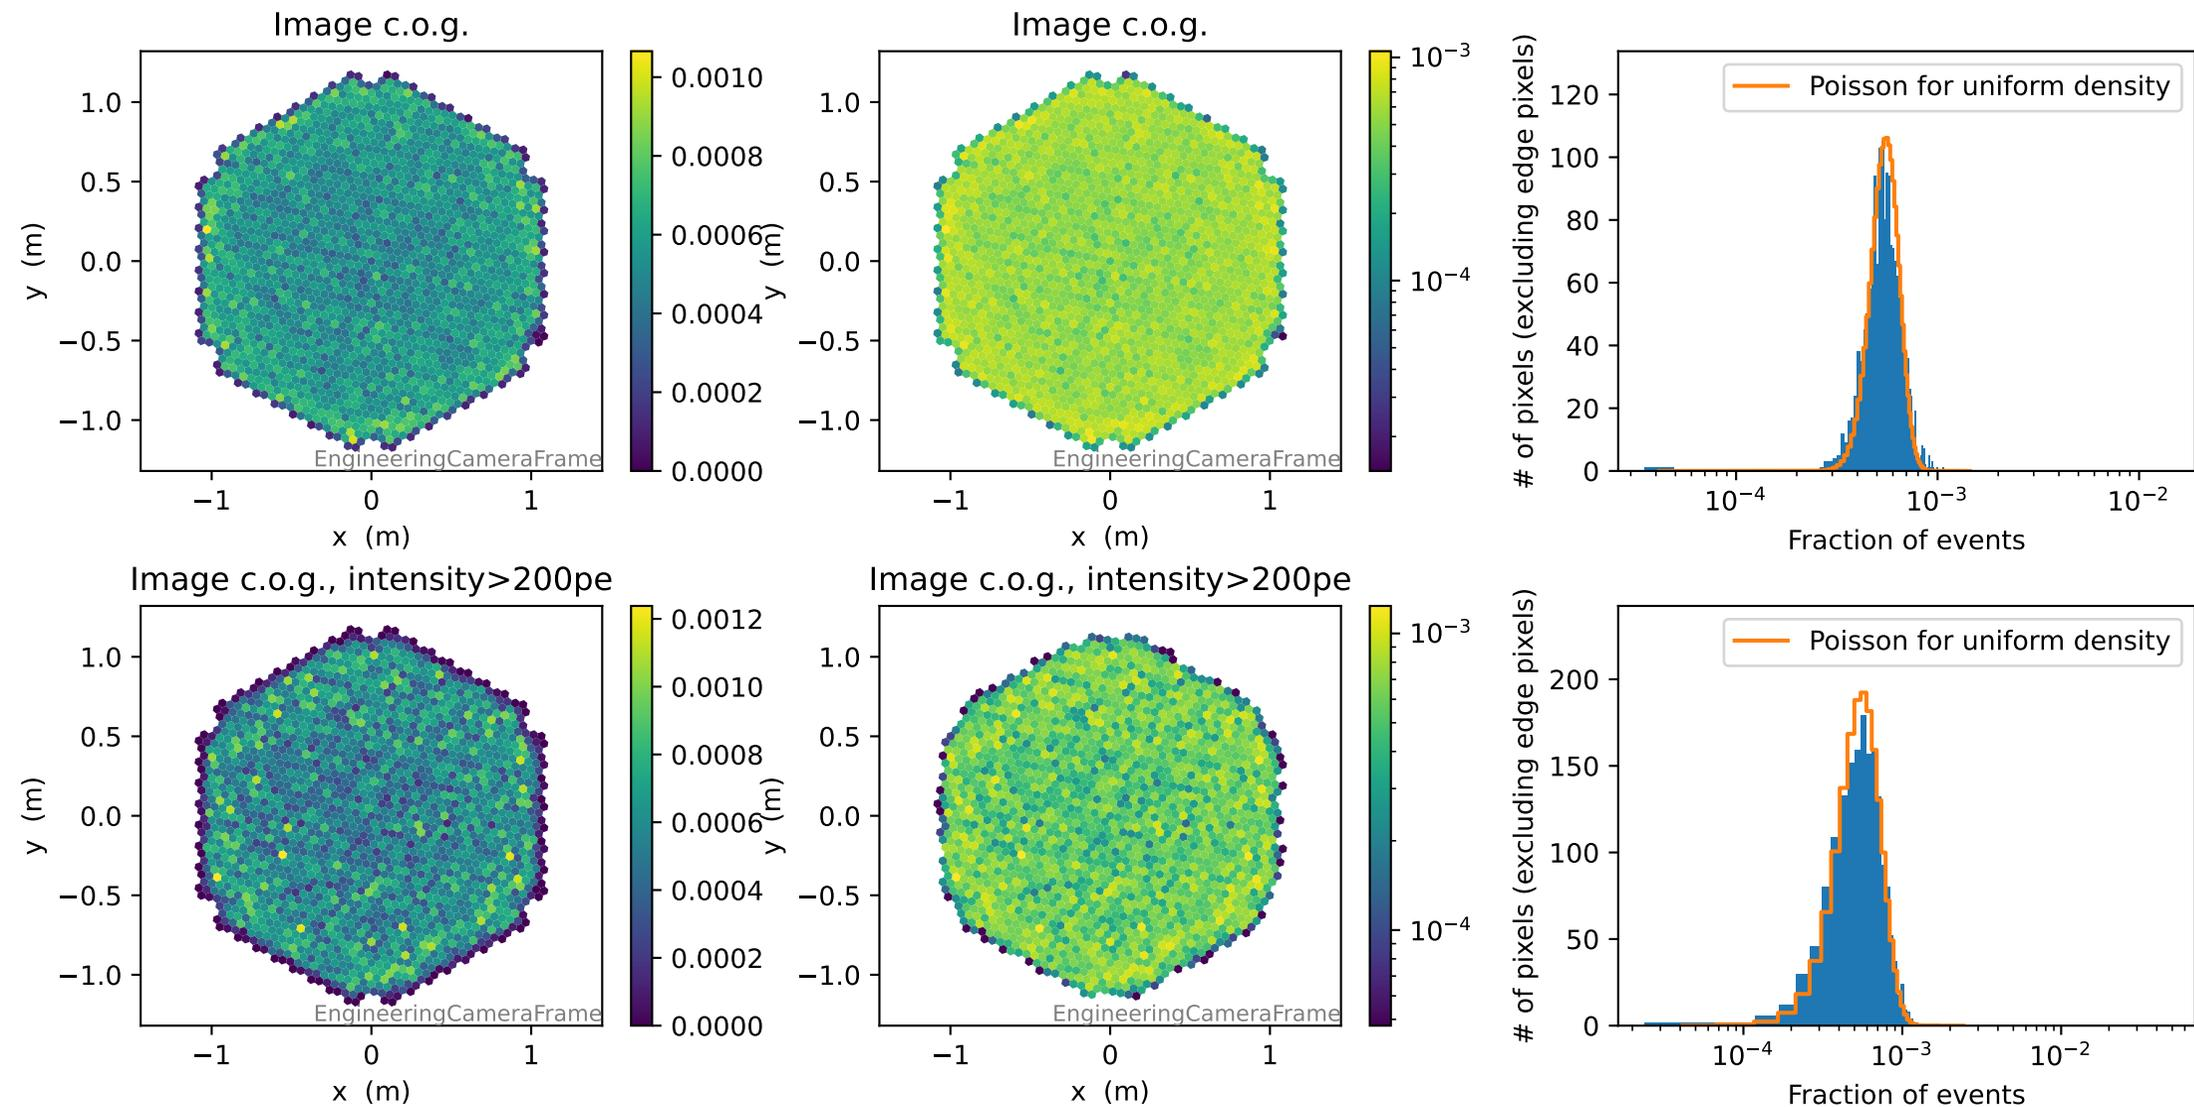 Image c.o.g.
y (m)
1.0
0.5
0.0
−0.5
−1.0
−1 0 1
x (m)
EngineeringCameraFrame
0.0010
0.0008
0.0006
0.0004
0.0002
0.0000
Image c.o.g.
y (m)
1.0
0.5
0.0
−0.5
−1.0
−1 0 1
x (m)
EngineeringCameraFrame
10⁻³
10⁻⁴
# of pixels (excluding edge pixels)
120
100
80
60
40
20
0
Poisson for uniform density
10⁻⁴ 10⁻³ 10⁻²
Fraction of events
Image c.o.g., intensity>200pe
y (m)
1.0
0.5
0.0
−0.5
−1.0
−1 0 1
x (m)
EngineeringCameraFrame
0.0012
0.0010
0.0008
0.0006
0.0004
0.0002
0.0000
Image c.o.g., intensity>200pe
y (m)
1.0
0.5
0.0
−0.5
−1.0
−1 0 1
x (m)
EngineeringCameraFrame
10⁻³
10⁻⁴
# of pixels (excluding edge pixels)
200
150
100
50
0
Poisson for uniform density
10⁻⁴ 10⁻³ 10⁻²
Fraction of events